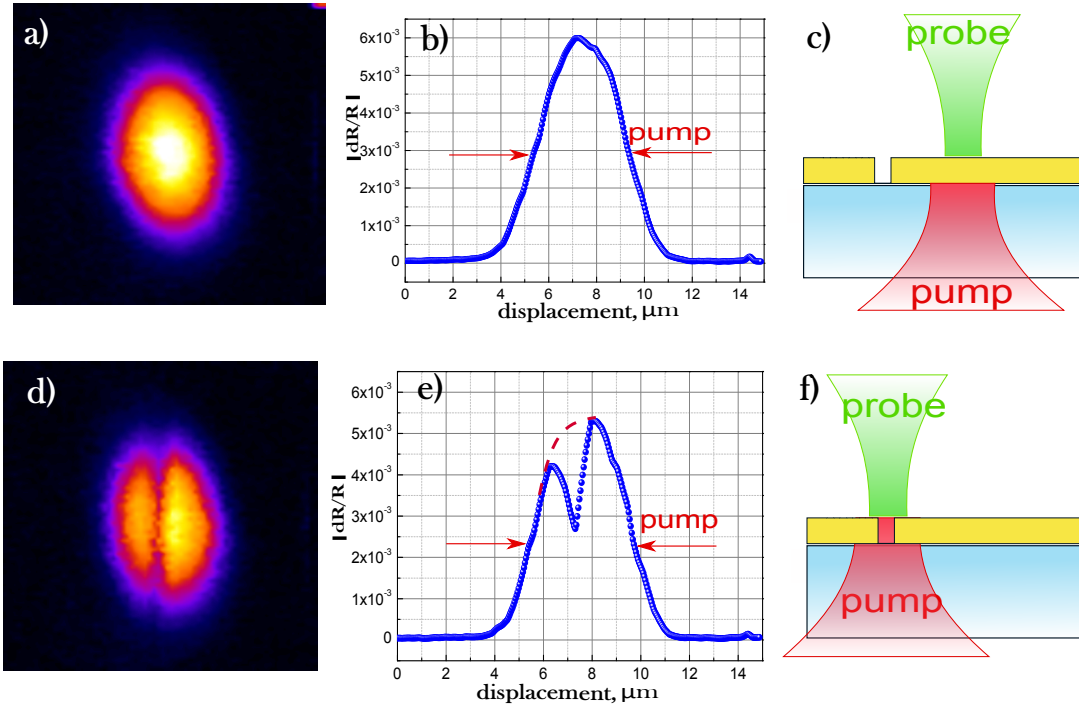 a)
b)
6x10⁻³
5x10⁻³
4x10⁻³
3x10⁻³
2x10⁻³
1x10⁻³
0
|dR/R|
pump
0 2 4 6 8 10 12 14
displacement, μm
c)
probe
pump
d)
e)
6x10⁻³
5x10⁻³
4x10⁻³
3x10⁻³
2x10⁻³
1x10⁻³
0
|dR/R|
pump
0 2 4 6 8 10 12 14
displacement, μm
f)
probe
pump